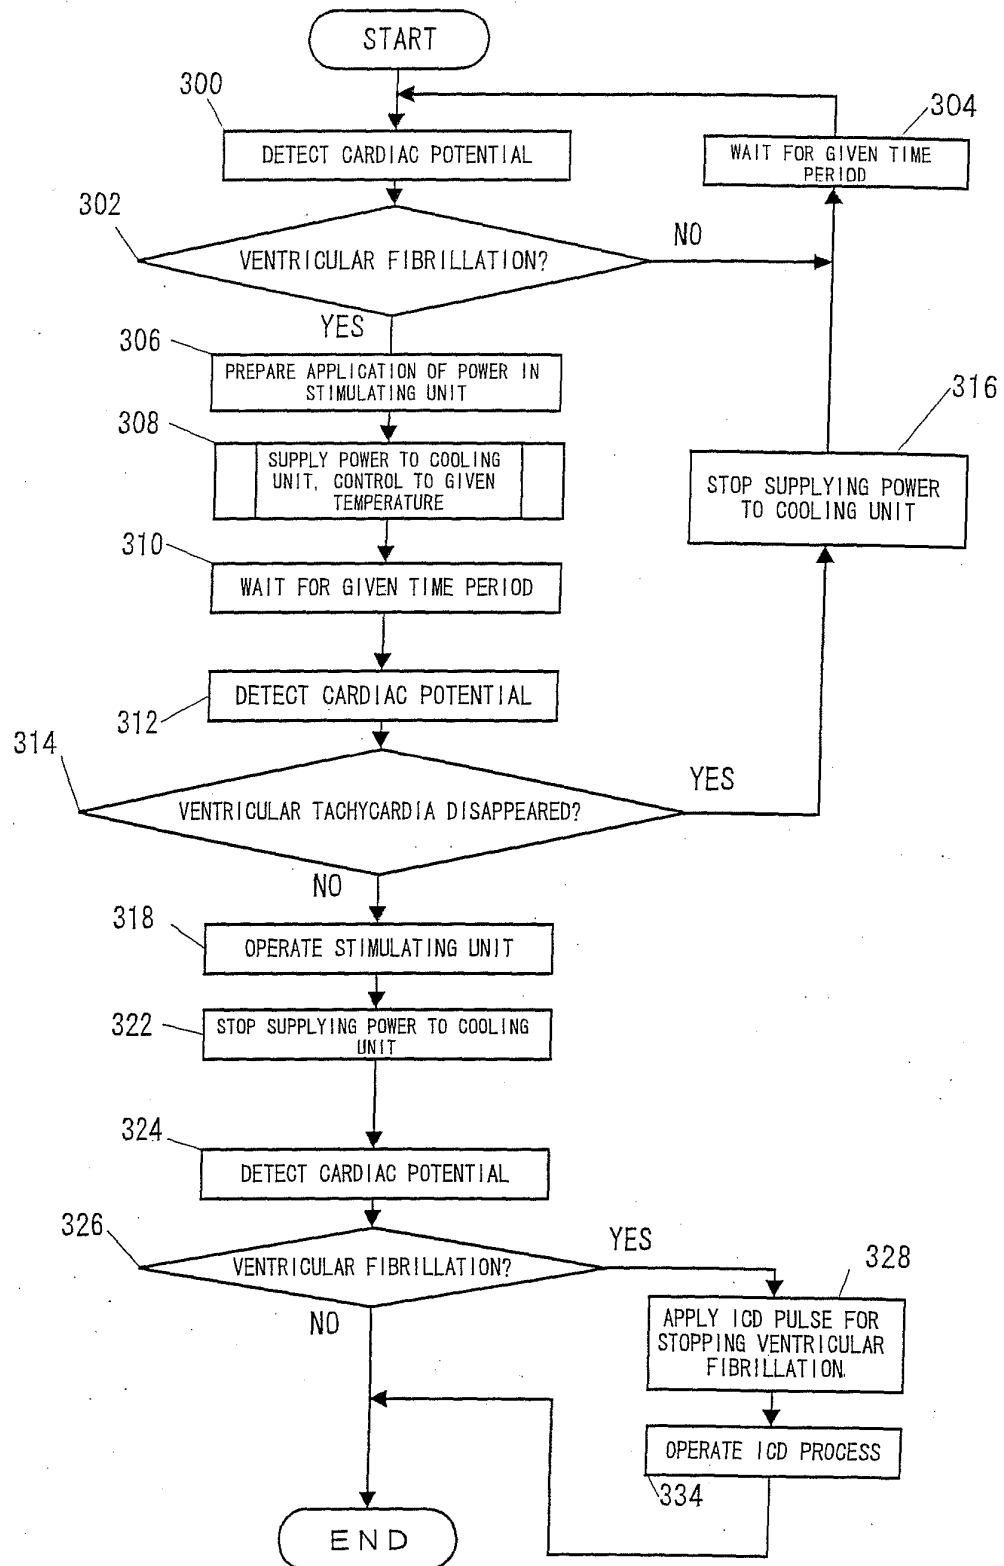 START
300
304
DETECT CARDIAC POTENTIAL
WAIT FOR GIVEN TIME
PERIOD
302
NO
VENTRICULAR FIBRILLATION?
YES
306
PREPARE APPLICATION OF POWER IN
STIMULATING UNIT
316
308
SUPPLY POWER TO COOLING
UNIT, CONTROL TO GIVEN
TEMPERATURE
STOP SUPPLYING POWER
TO COOLING UNIT
310
WAIT FOR GIVEN TIME PERIOD
DETECT CARDIAC POTENTIAL
312
314
YES
VENTRICULAR TACHYCARDIA DISAPPEARED?
NO
318
OPERATE STIMULATING UNIT
322
STOP SUPPLYING POWER TO COOLING
UNIT
324
DETECT CARDIAC POTENTIAL
326
YES
VENTRICULAR FIBRILLATION?
328
NO
APPLY ICD PULSE FOR
STOPPING VENTRICULAR
FIBRILLATION.
OPERATE ICD PROCESS
334
END